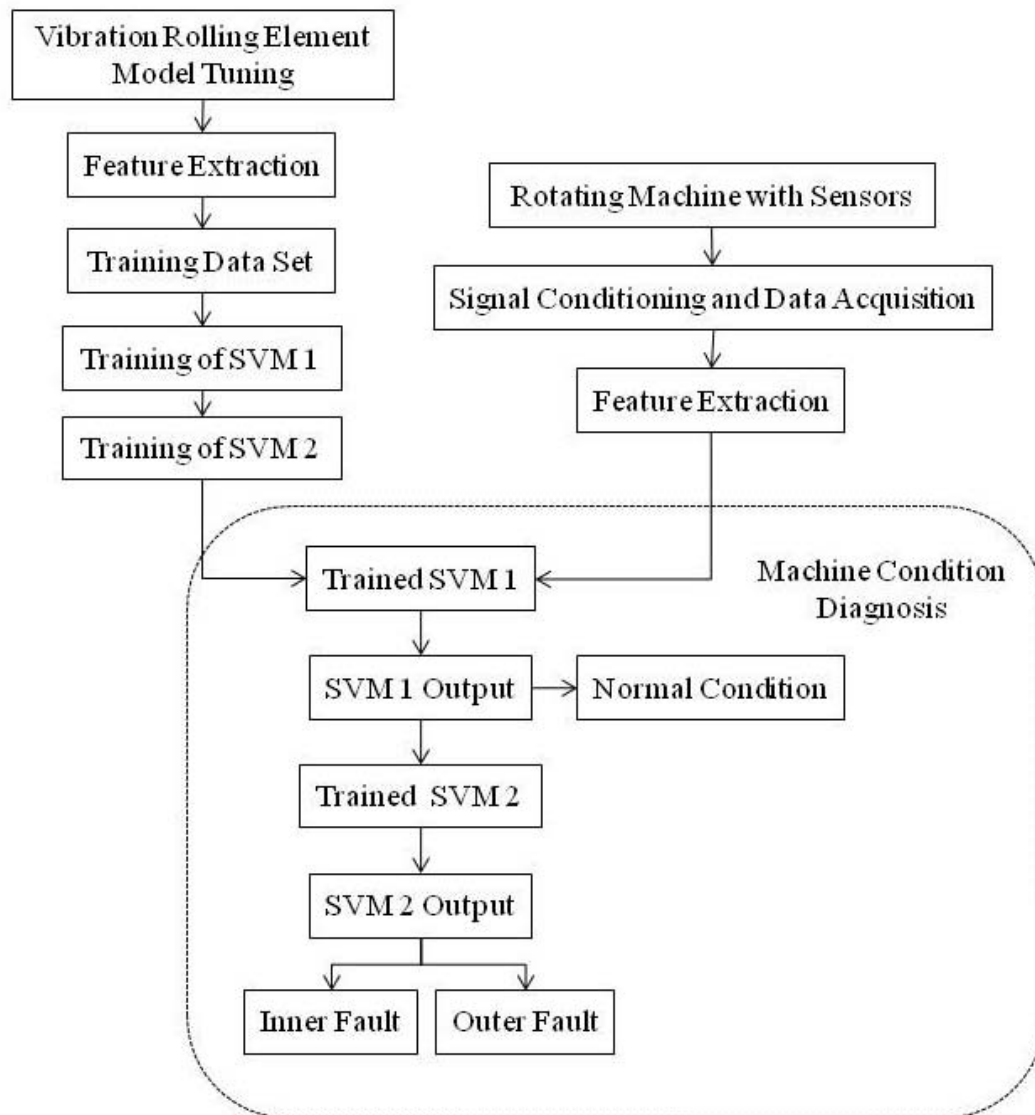 Vibration Rolling Element
Model Tuning
Feature Extraction
Training Data Set
Training of SVM 1
Training of SVM 2
Rotating Machine with Sensors
Signal Conditioning and Data Acquisition
Feature Extraction
Machine Condition
Diagnosis
Trained SVM 1
SVM 1 Output
Normal Condition
Trained SVM 2
SVM 2 Output
Inner Fault
Outer Fault